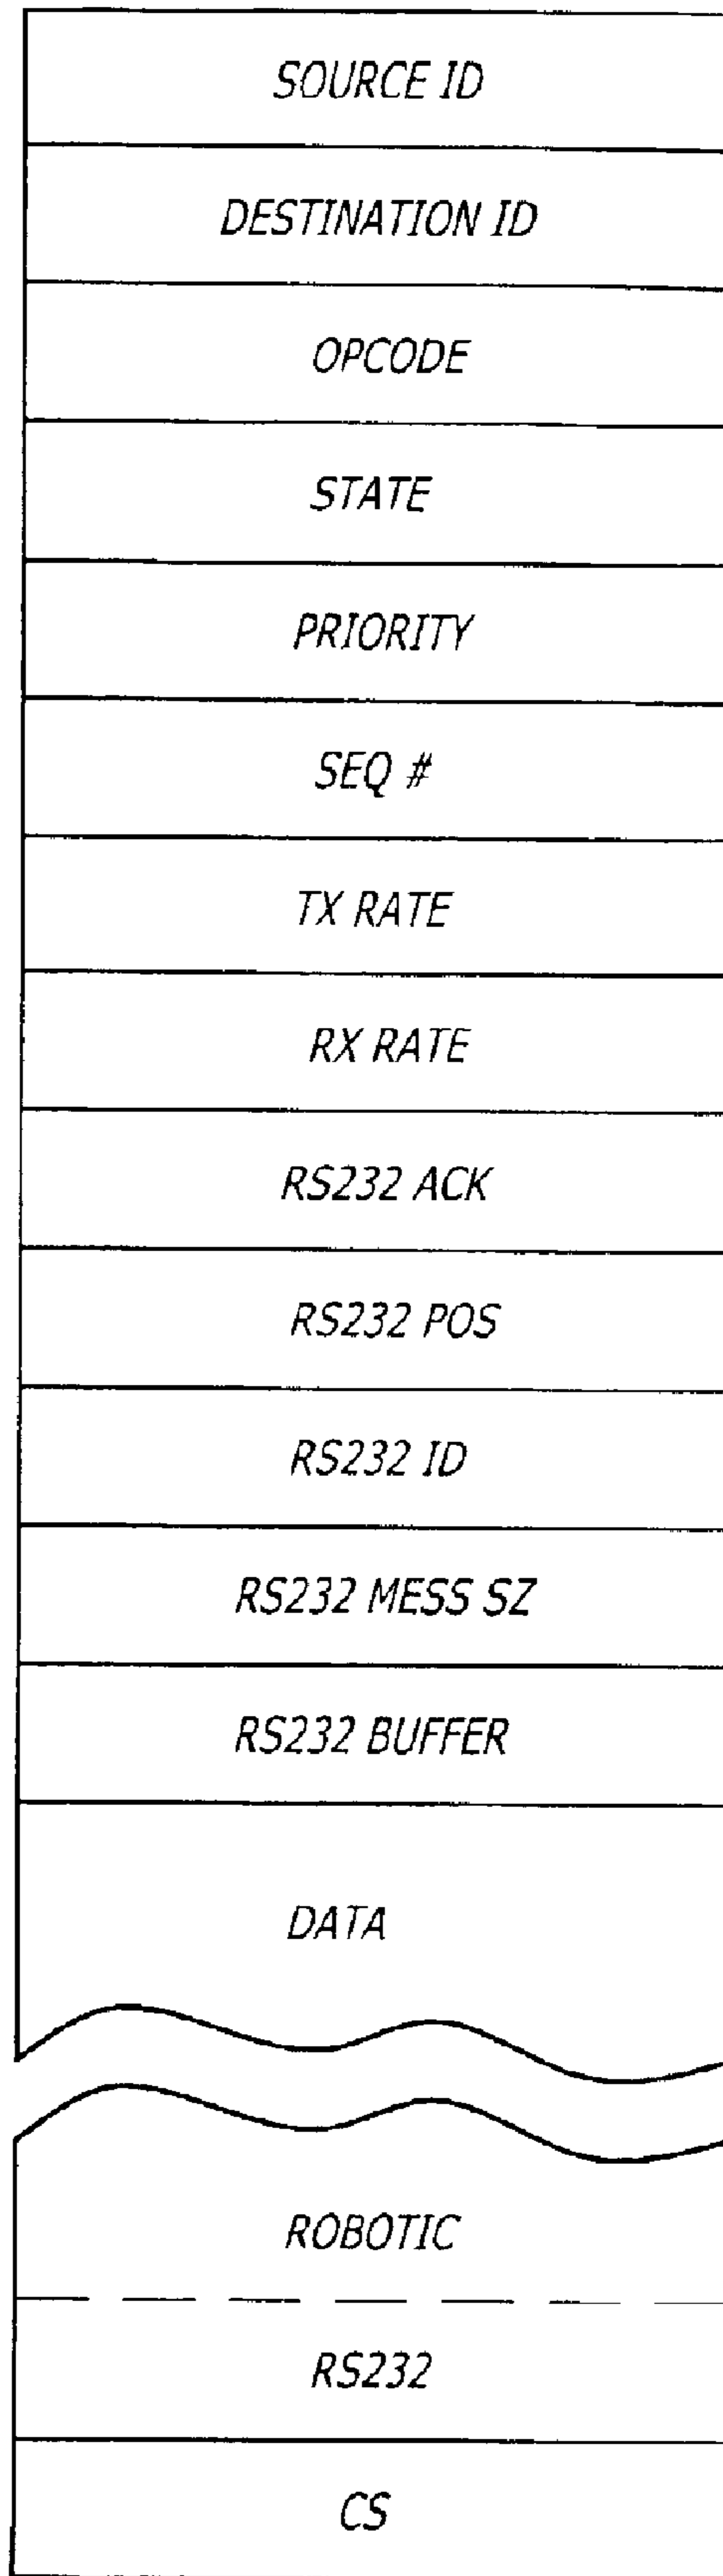 SOURCE ID
DESTINATION ID
OPCODE
STATE
PRIORITY
SEQ #
TX RATE
RX RATE
RS232 ACK
RS232 POS
RS232 ID
RS232 MESS SZ
RS232 BUFFER
DATA
ROBOTIC
RS232
CS